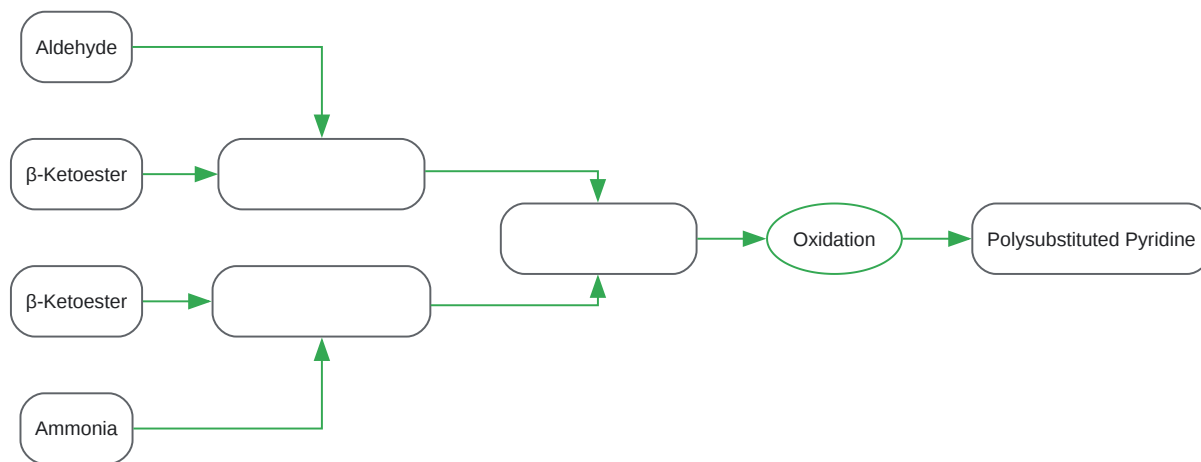 Aldehyde
β-Ketoester
β-Ketoester
Ammonia
Oxidation
Polysubstituted Pyridine